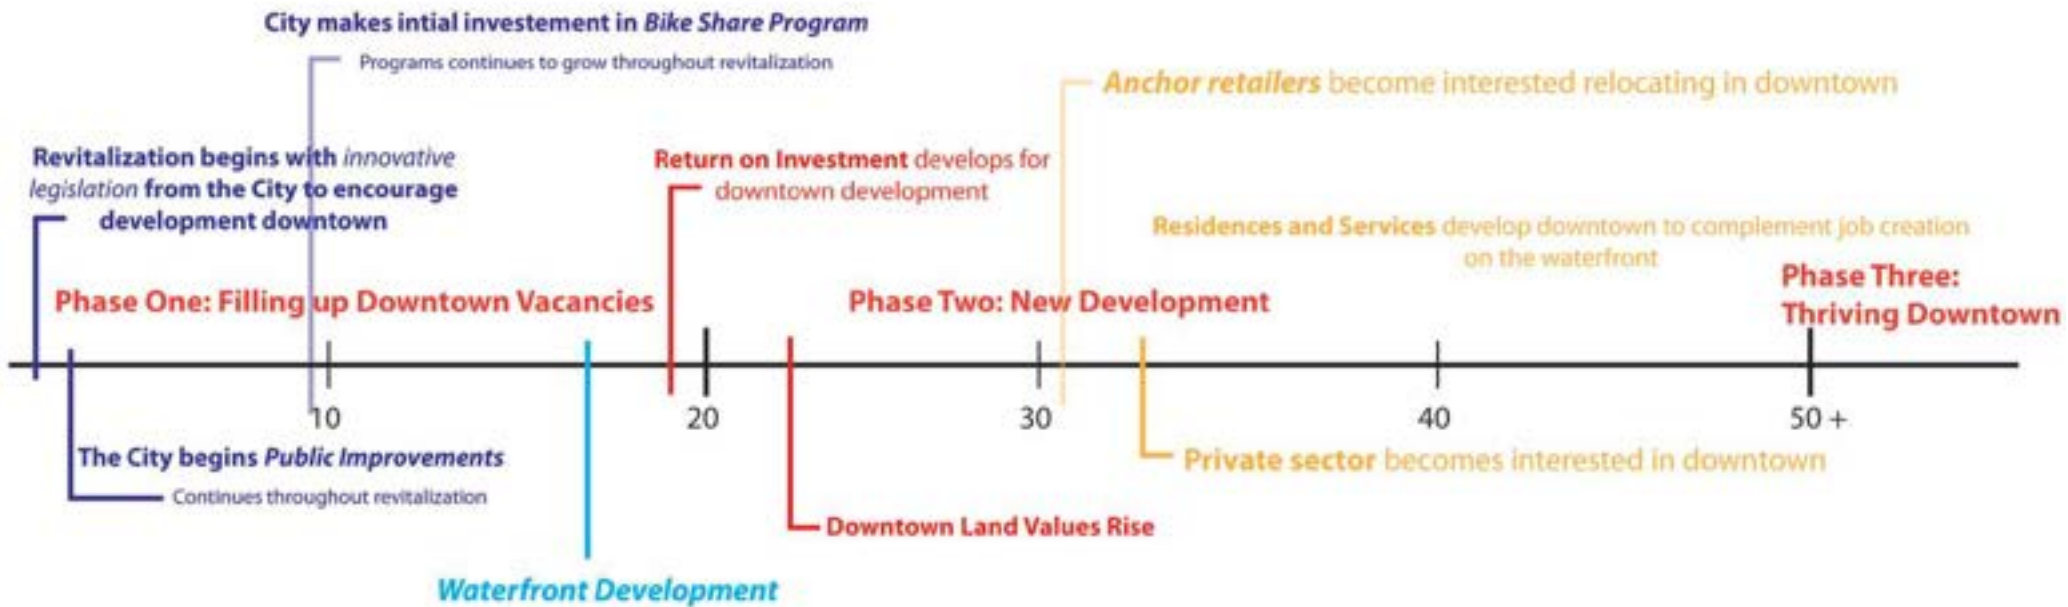 City makes intial investement in Bike Share Program
Programs continues to grow throughout revitalization
Anchor retailers become interested relocating in downtown
Revitalization begins with innovative
legislation from the City to encourage
development downtown
Return on Investment develops for
downtown development
Residences and Services develop downtown to complement job creation
on the waterfront
Phase One: Filling up Downtown Vacancies
Phase Two: New Development
Phase Three:
Thriving Downtown
10
20
30
40
50 +
The City begins Public Improvements
Continues throughout revitalization
Private sector becomes interested in downtown
Downtown Land Values Rise
Waterfront Development